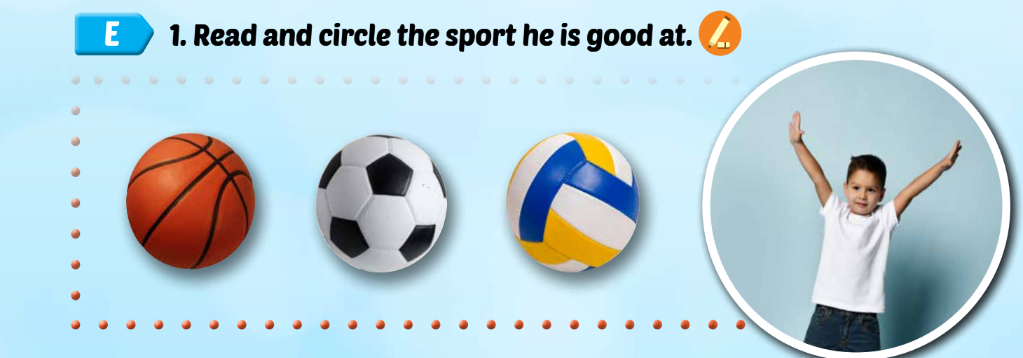 E 1. Read and circle the sport he is good at.